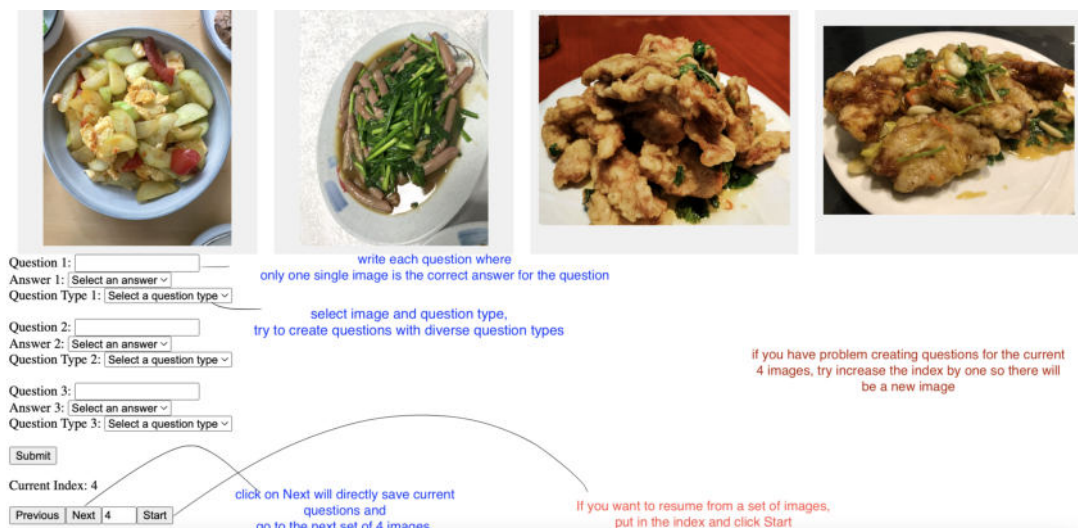 Question 1:
write each question where
only one single image is the correct answer for the question
Answer 1: Select an answer
Question Type 1: Select a question type
select image and question type,
try to create questions with diverse question types
Question 2:
Answer 2: Select an answer
Question Type 2: Select a question type
if you have problem creating questions for the current
4 images, try increase the index by one so there will
be a new image
Question 3:
Answer 3: Select an answer
Question Type 3: Select a question type
Submit
Current Index: 4
click on Next will directly save current
questions and
go to the next set of 4 images
Previous Next 4 Start
If you want to resume from a set of images,
put in the index and click Start